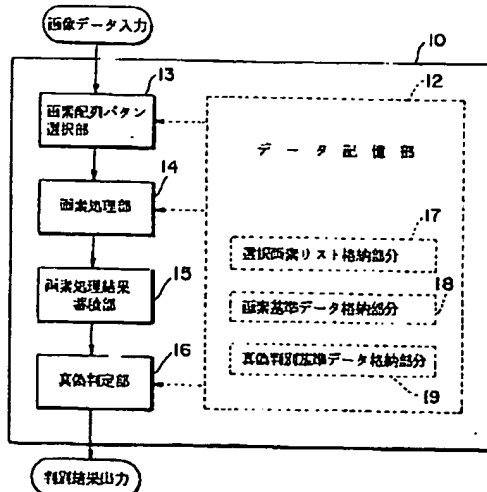 画像データ入力
10
13
12
画素配列パタン
選択部
データ記憶部
14
画素処理部
17
選択画素リスト格納部分
15
18
画素処理結果
蓄積部
画素基準データ格納部分
16
真偽判別基準データ格納部分
真偽判定部
19
判別結果出力